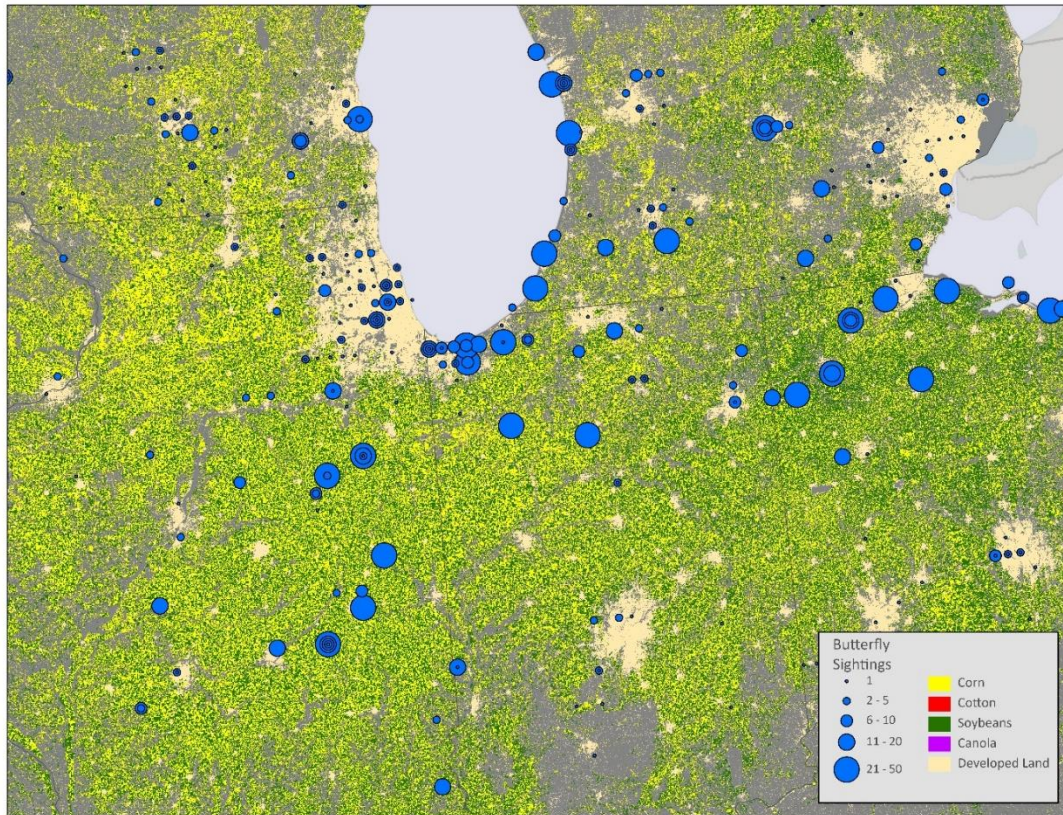 Butterfly
Sightings
1
2 - 5
6 - 10
11 - 20
21 - 50
Corn
Cotton
Soybeans
Canola
Developed Land